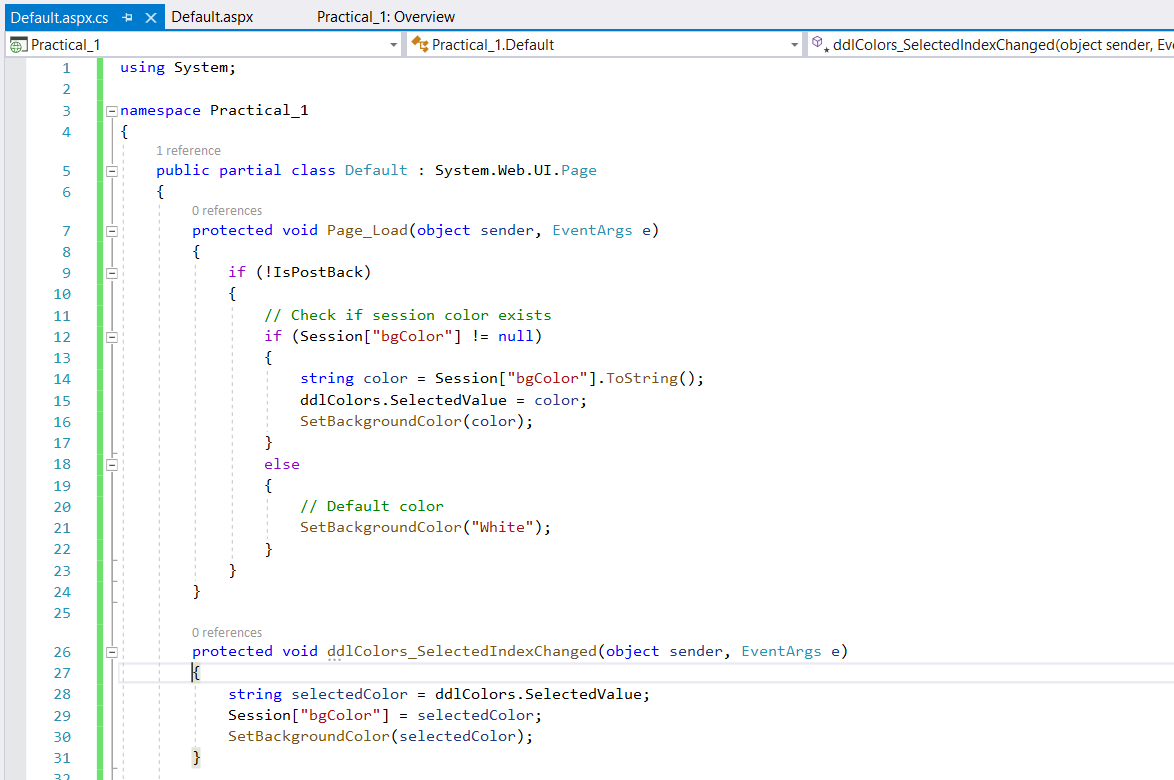 Default.aspx.cs Default.aspx Practical_1: Overview
Practical_1 Practical_1.Default ddlColors_SelectedIndexChanged(object sender, Eve
1 using System;
2
3 namespace Practical_1
4 {
1 reference
5 public partial class Default : System.Web.UI.Page
6 {
0 references
7 protected void Page_Load(object sender, EventArgs e)
8 {
9 if (!IsPostBack)
10 {
11 // Check if session color exists
12 if (Session["bgColor"] != null)
13 {
14 string color = Session["bgColor"].ToString();
15 ddlColors.SelectedValue = color;
16 SetBackgroundColor(color);
17 }
18 else
19 {
20 // Default color
21 SetBackgroundColor("White");
22 }
23 }
24 }
25
0 references
26 protected void ddlColors_SelectedIndexChanged(object sender, EventArgs e)
27 {
28 string selectedColor = ddlColors.SelectedValue;
29 Session["bgColor"] = selectedColor;
30 SetBackgroundColor(selectedColor);
31 }
32